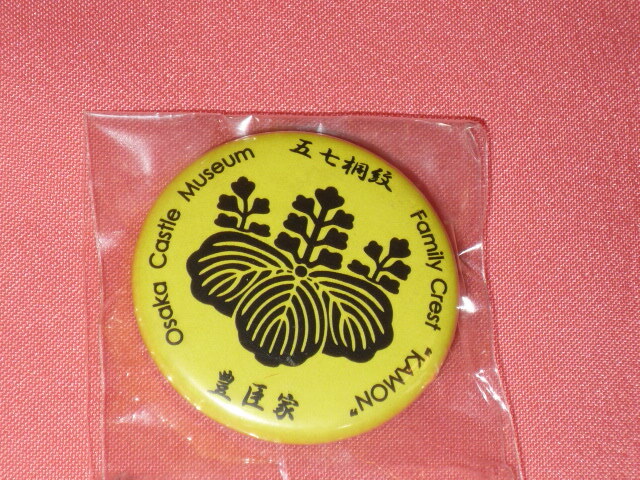 Osaka Castle Museum
五七桐紋
Family Crest "KAMON"
豊臣家